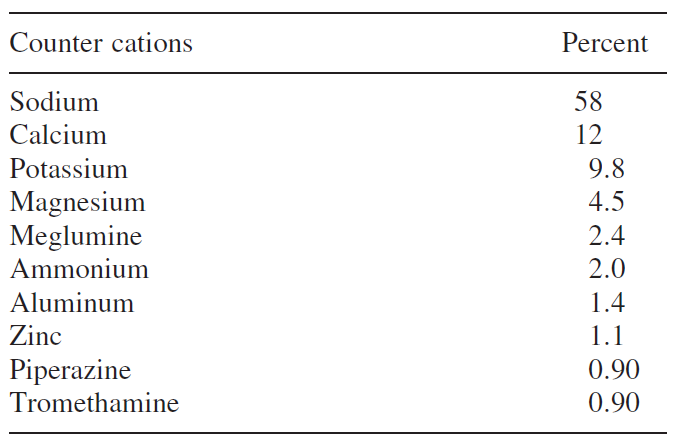 Counter cations Percent
Sodium 58
Calcium 12
Potassium 9.8
Magnesium 4.5
Meglumine 2.4
Ammonium 2.0
Aluminum 1.4
Zinc 1.1
Piperazine 0.90
Tromethamine 0.90